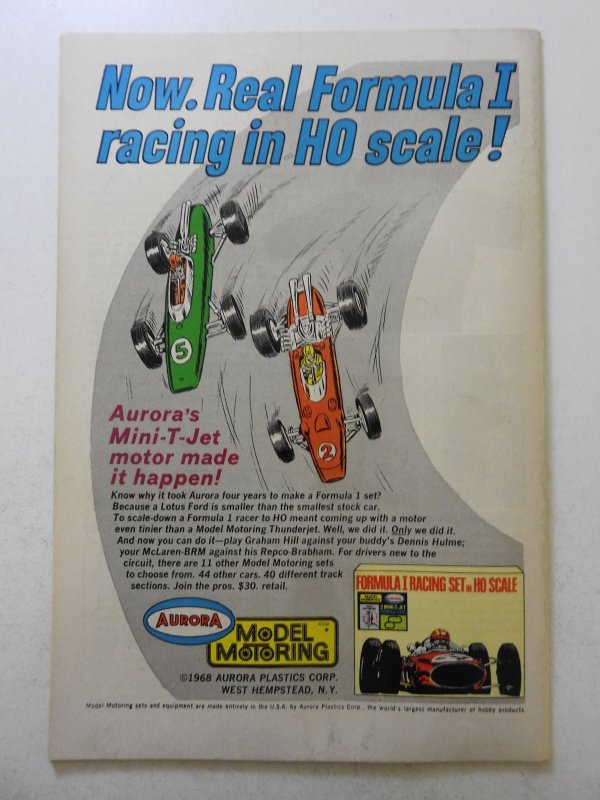 Now. Real Formula I
racing in HO scale!
5
2
Aurora's
Mini-T-Jet
motor made
it happen!
Know why it took Aurora four years to make a Formula 1 set?
Because a Lotus Ford is smaller than the smallest stock car.
To scale-down a Formula 1 racer to HO meant coming up with a motor
even tinier than a Model Motoring Thunderjet. Well, we did it. Only we did it.
And now you can do it—play Graham Hill against your buddy's Dennis Hulme;
your McLaren-BRM against his Repco-Brabham. For drivers new to the
circuit, there are 11 other Model Motoring sets
to choose from. 44 other cars. 40 different track
sections. Join the pros. $30. retail.
FORMULA I RACING SET IN HO SCALE
AURORA
MODEL
MOTORING
©1968 AURORA PLASTICS CORP.
WEST HEMPSTEAD, N.Y.
Model Motoring sets and equipment are made entirely in the U.S.A. by Aurora Plastics Corp., the world's largest manufacturer of hobby products.